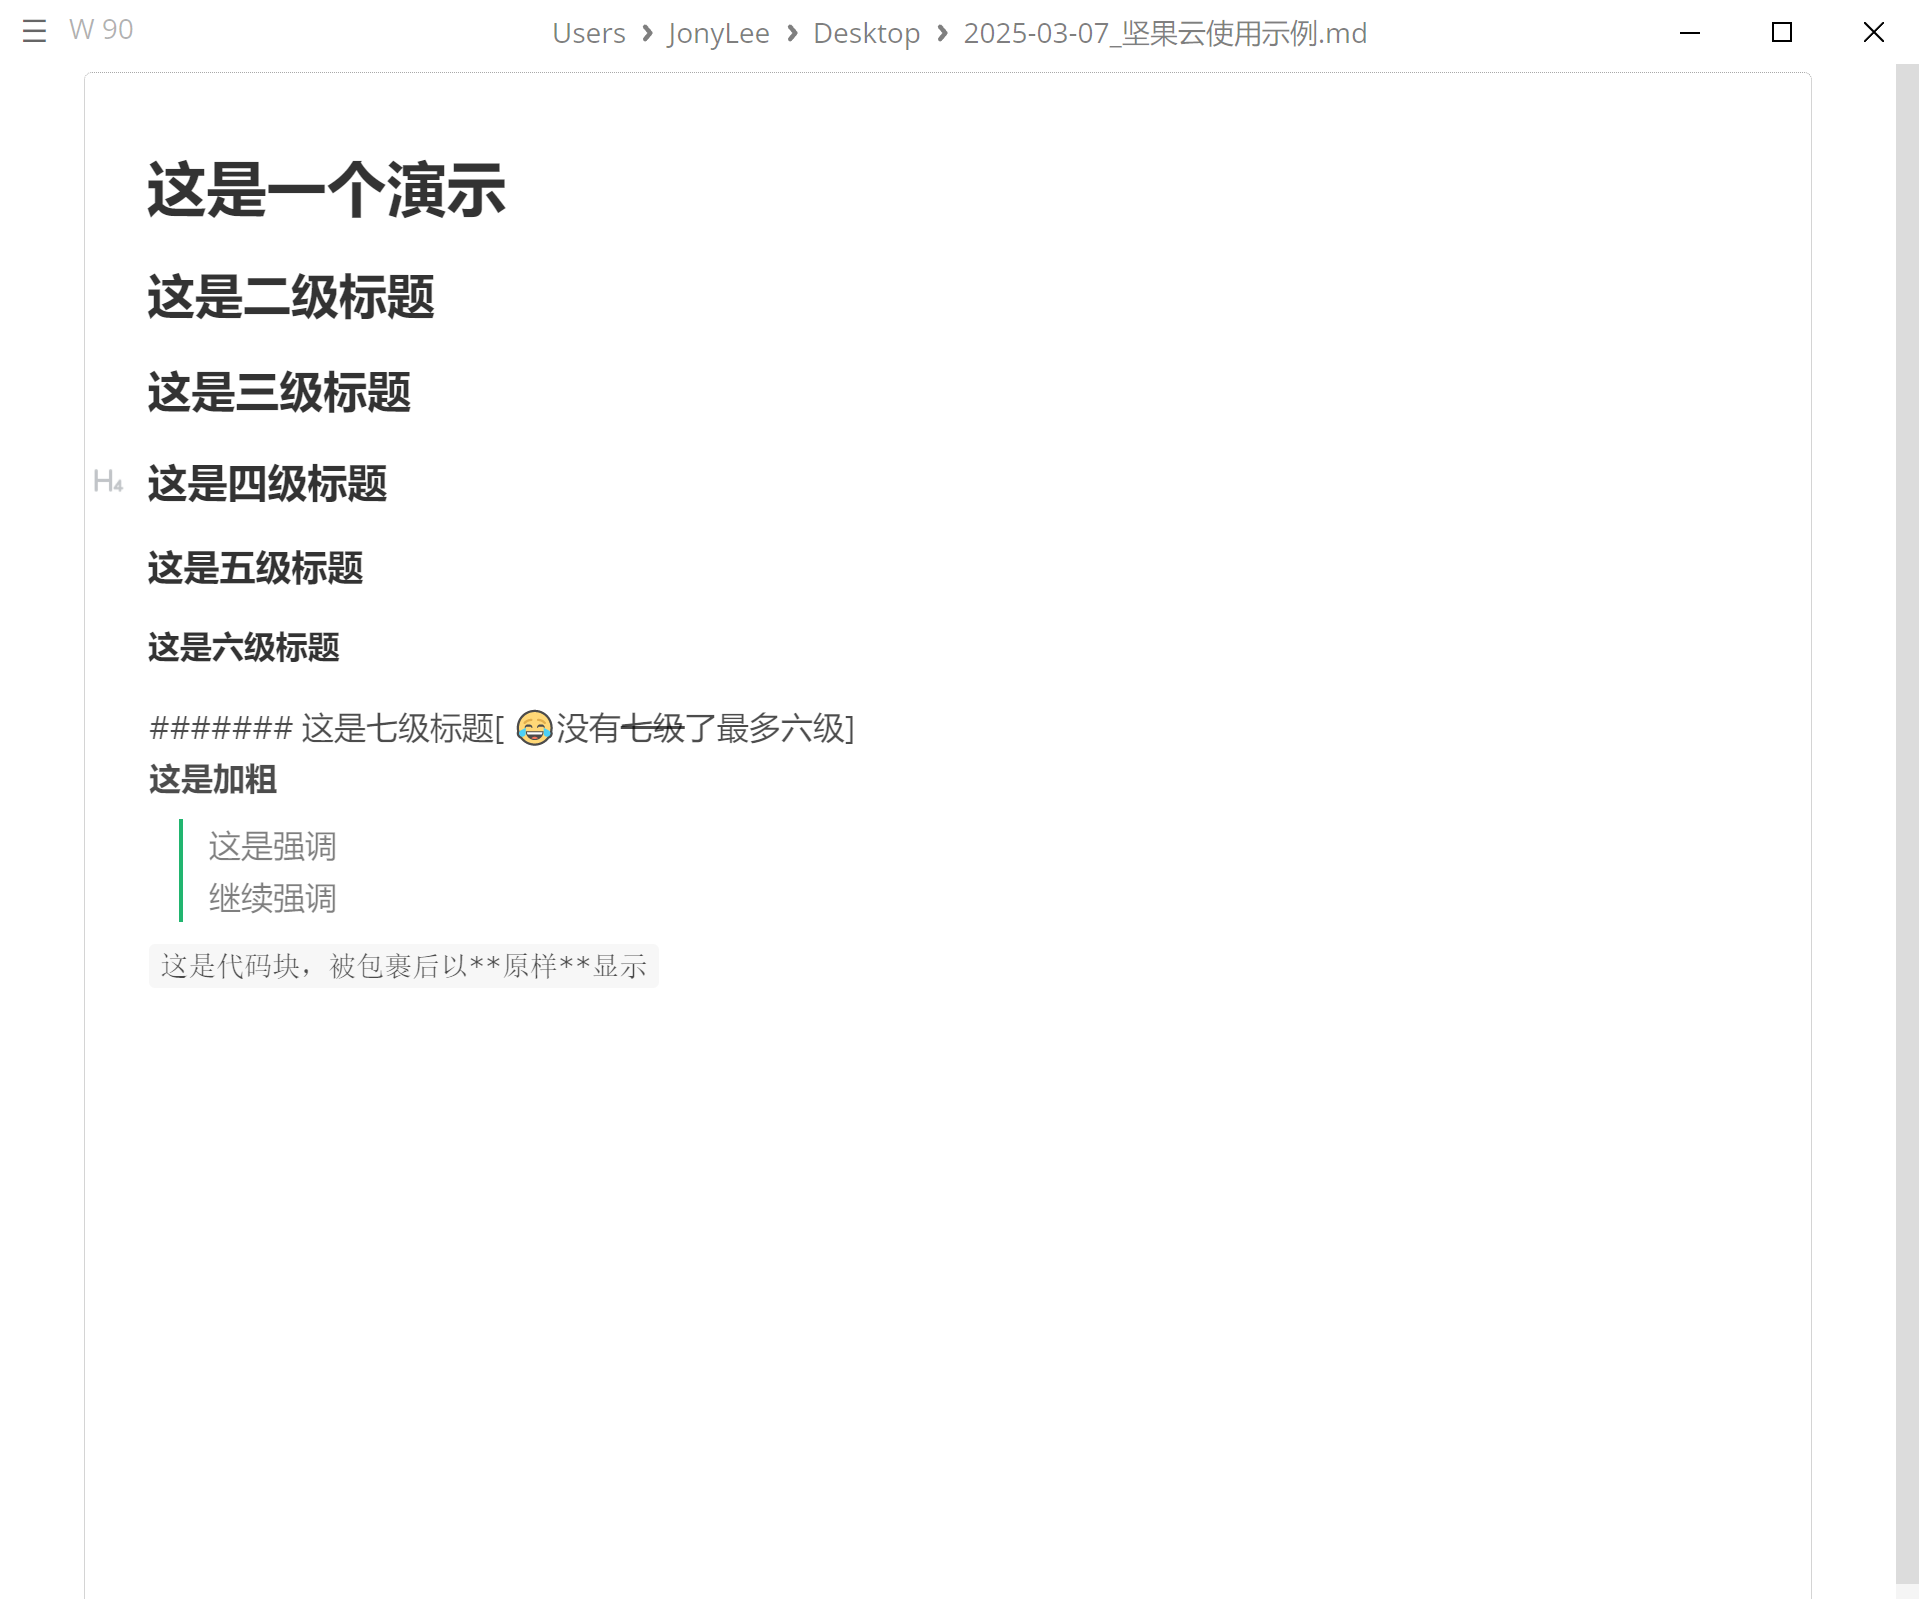 W 90
Users › JonyLee › Desktop › 2025-03-07_坚果云使用示例.md
这是一个演示
这是二级标题
这是三级标题
H4 这是四级标题
这是五级标题
这是六级标题
####### 这是七级标题[ 😂没有七级了最多六级]
这是加粗
这是强调
继续强调
这是代码块，被包裹后以**原样**显示